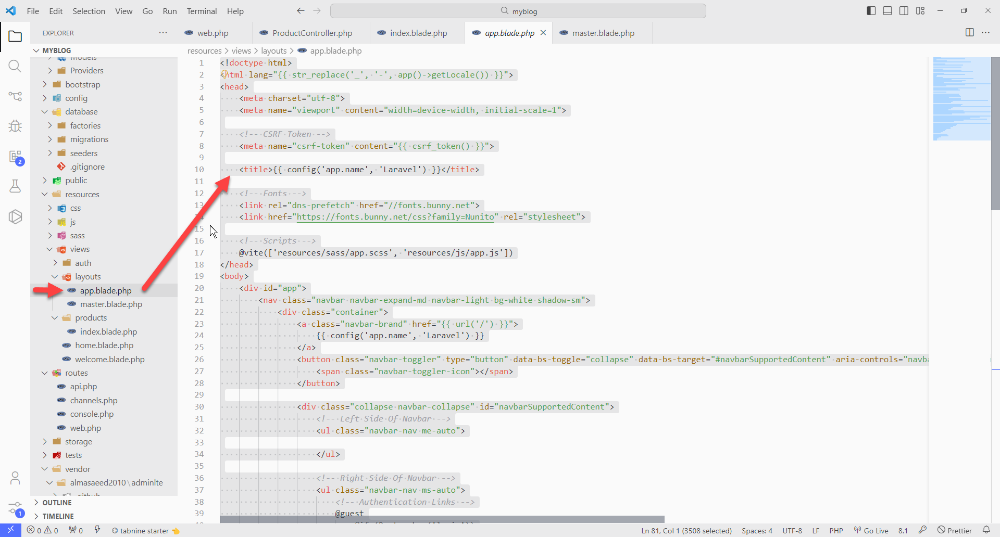 File Edit Selection View Go Run Terminal Help
myblog
EXPLORER
web.php
ProductController.php
index.blade.php
app.blade.php
master.blade.php
MYBLOG
resources > views > layouts > app.blade.php
Models
Providers
bootstrap
config
database
factories
migrations
seeders
.gitignore
public
resources
css
js
sass
views
auth
layouts
app.blade.php
master.blade.php
products
index.blade.php
home.blade.php
welcome.blade.php
routes
api.php
channels.php
console.php
web.php
storage
tests
vendor
almasaeed2010\adminlte
.github
OUTLINE
TIMELINE
2
1
1 <!doctype html>
2 <html lang="{{ str_replace('_', '-', app()->getLocale()) }}">
3 <head>
4 <meta charset="utf-8">
5 <meta name="viewport" content="width=device-width, initial-scale=1">
6
7 <!-- CSRF Token -->
8 <meta name="csrf-token" content="{{ csrf_token() }}">
9
10 <title>{{ config('app.name', 'Laravel') }}</title>
11
12 <!-- Fonts -->
13 <link rel="dns-prefetch" href="//fonts.bunny.net">
14 <link href="https://fonts.bunny.net/css?family=Nunito" rel="stylesheet">
15
16 <!-- Scripts -->
17 @vite(['resources/sass/app.scss', 'resources/js/app.js'])
18 </head>
19 <body>
20 <div id="app">
21 <nav class="navbar navbar-expand-md navbar-light bg-white shadow-sm">
22 <div class="container">
23 <a class="navbar-brand" href="{{ url('/') }}">
24 {{ config('app.name', 'Laravel') }}
25 </a>
26 <button class="navbar-toggler" type="button" data-bs-toggle="collapse" data-bs-target="#navbarSupportedContent" aria-controls="navba
27 <span class="navbar-toggler-icon"></span>
28 </button>
29
30 <div class="collapse navbar-collapse" id="navbarSupportedContent">
31 <!-- Left Side Of Navbar -->
32 <ul class="navbar-nav me-auto">
33
34 </ul>
35
36 <!-- Right Side Of Navbar -->
37 <ul class="navbar-nav ms-auto">
38 <!-- Authentication Links -->
39 @guest
0 0 0 tabnine starter Ln 81, Col 1 (3508 selected) Spaces: 4 UTF-8 LF PHP Go Live 8.1 Prettier